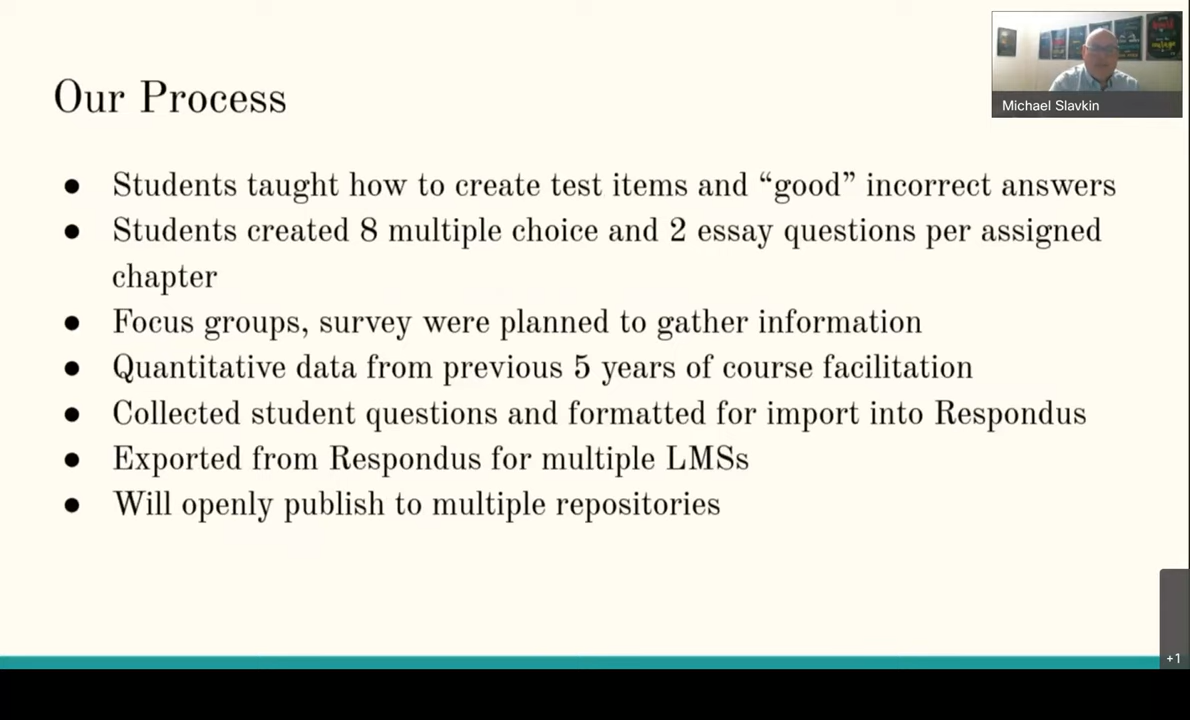 Our Process
Michael Slavkin
● Students taught how to create test items and “good” incorrect answers
● Students created 8 multiple choice and 2 essay questions per assigned
chapter
● Focus groups, survey were planned to gather information
● Quantitative data from previous 5 years of course facilitation
● Collected student questions and formatted for import into Respondus
● Exported from Respondus for multiple LMSs
● Will openly publish to multiple repositories
+1